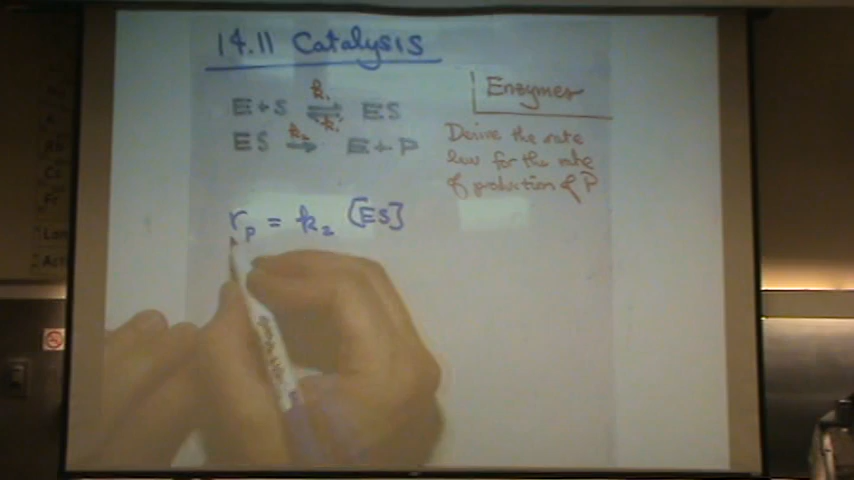 14.11 Catalysis
Enzymes
k₁
E + S ⇌ ES
k₋₁
k₂
ES → E + P
Derive the rate
law for the rate
of production of P
r_P = k₂ [ES]